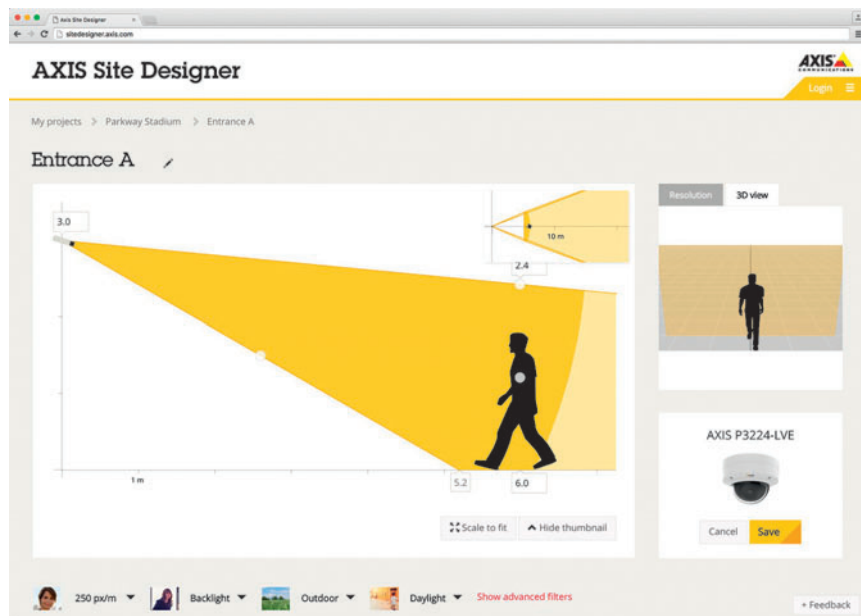 Axis Site Designer
sitedesigner.axis.com
AXIS Site Designer
AXIS
COMMUNICATIONS
Login
My projects > Parkway Stadium > Entrance A
Entrance A
3.0
10 m
2.4
1 m
5.2
6.0
Scale to fit
Hide thumbnail
Resolution
3D view
AXIS P3224-LVE
Cancel
Save
250 px/m
Backlight
Outdoor
Daylight
Show advanced filters
+ Feedback